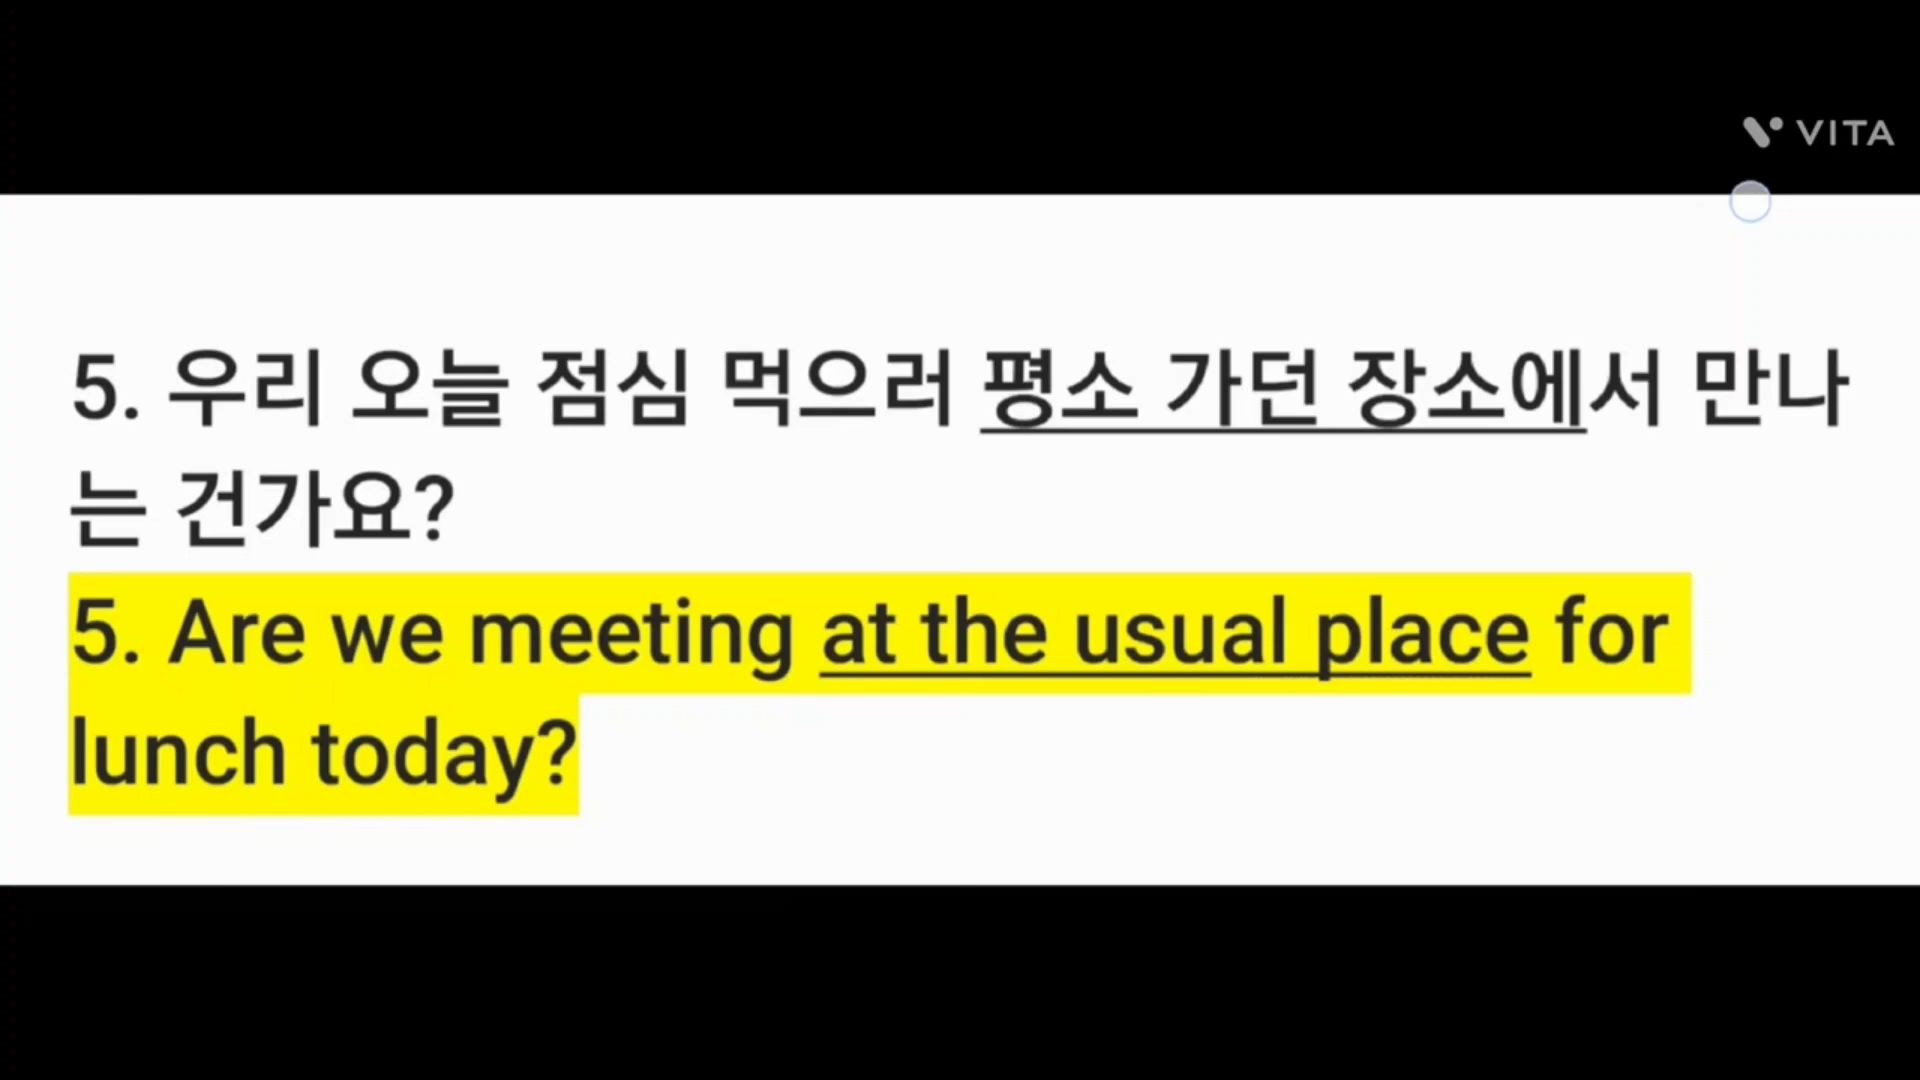 VITA
5. 우리 오늘 점심 먹으러 평소 가던 장소에서 만나
는 건가요?
5. Are we meeting at the usual place for
lunch today?